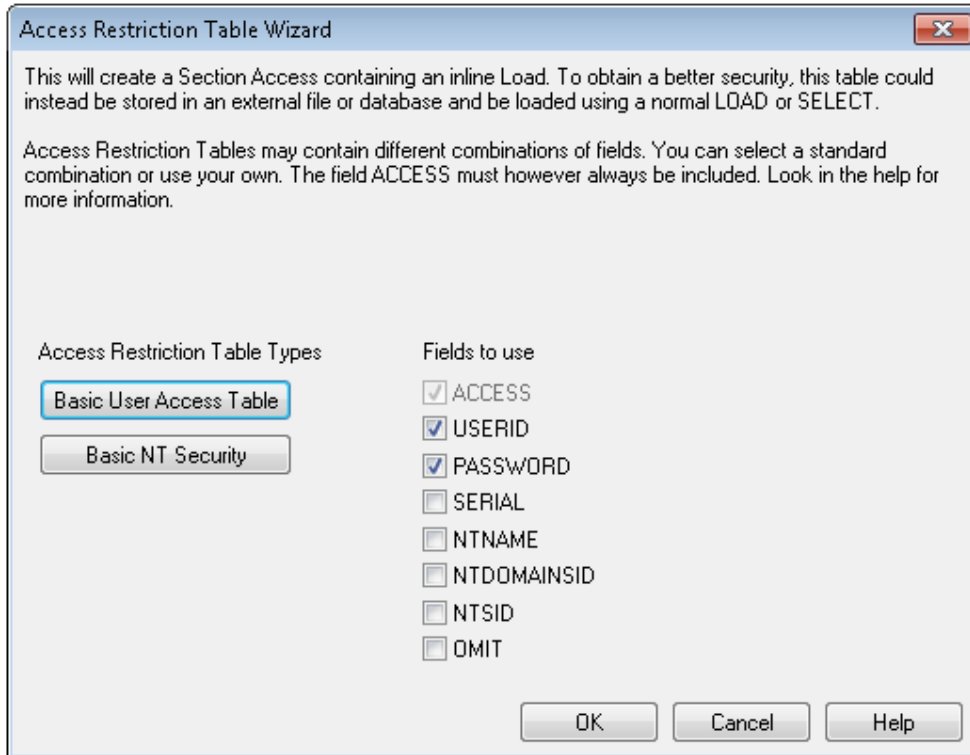 Access Restriction Table Wizard
This will create a Section Access containing an inline Load. To obtain a better security, this table could
instead be stored in an external file or database and be loaded using a normal LOAD or SELECT.
Access Restriction Tables may contain different combinations of fields. You can select a standard
combination or use your own. The field ACCESS must however always be included. Look in the help for
more information.
Access Restriction Table Types
Basic User Access Table
Basic NT Security
Fields to use
ACCESS
USERID
PASSWORD
SERIAL
NTNAME
NTDOMAINSID
NTSID
OMIT
OK
Cancel
Help